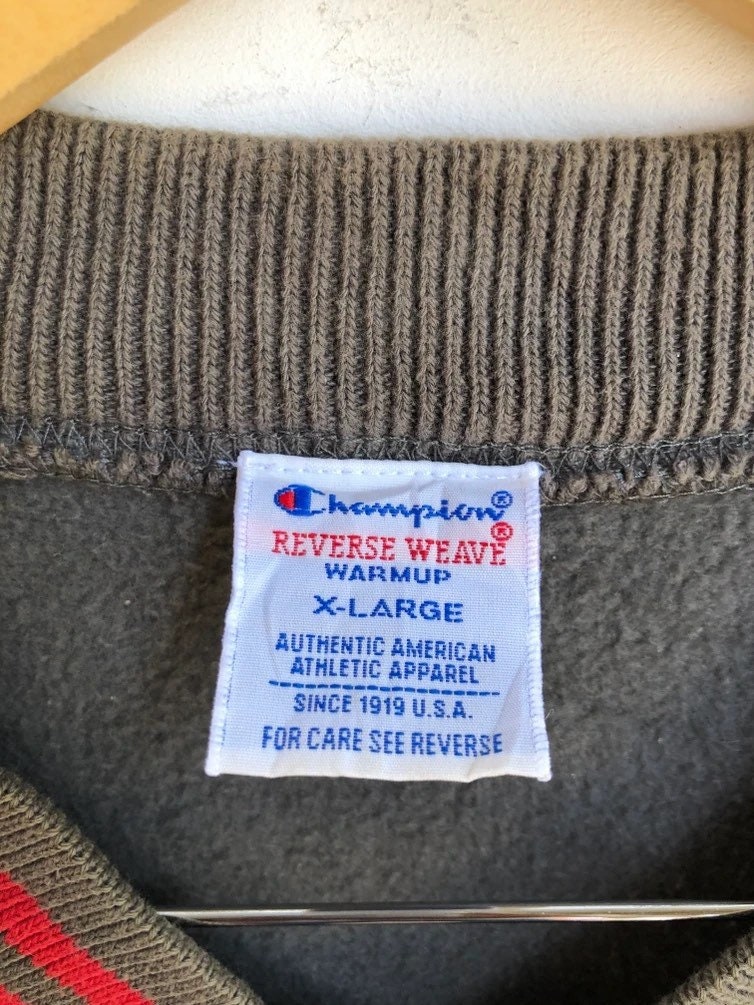 Champion®
REVERSE WEAVE®
WARMUP
X-LARGE
AUTHENTIC AMERICAN
ATHLETIC APPAREL
SINCE 1919 U.S.A.
FOR CARE SEE REVERSE